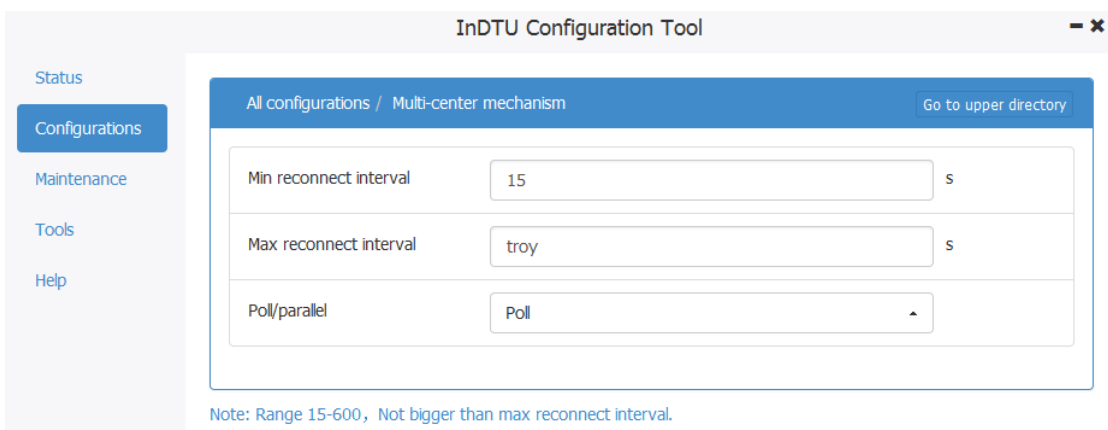 InDTU Configuration Tool
Status
Configurations
Maintenance
Tools
Help
All configurations / Multi-center mechanism
Go to upper directory
Min reconnect interval 15 s
Max reconnect interval troy s
Poll/parallel Poll
Note: Range 15-600，Not bigger than max reconnect interval.